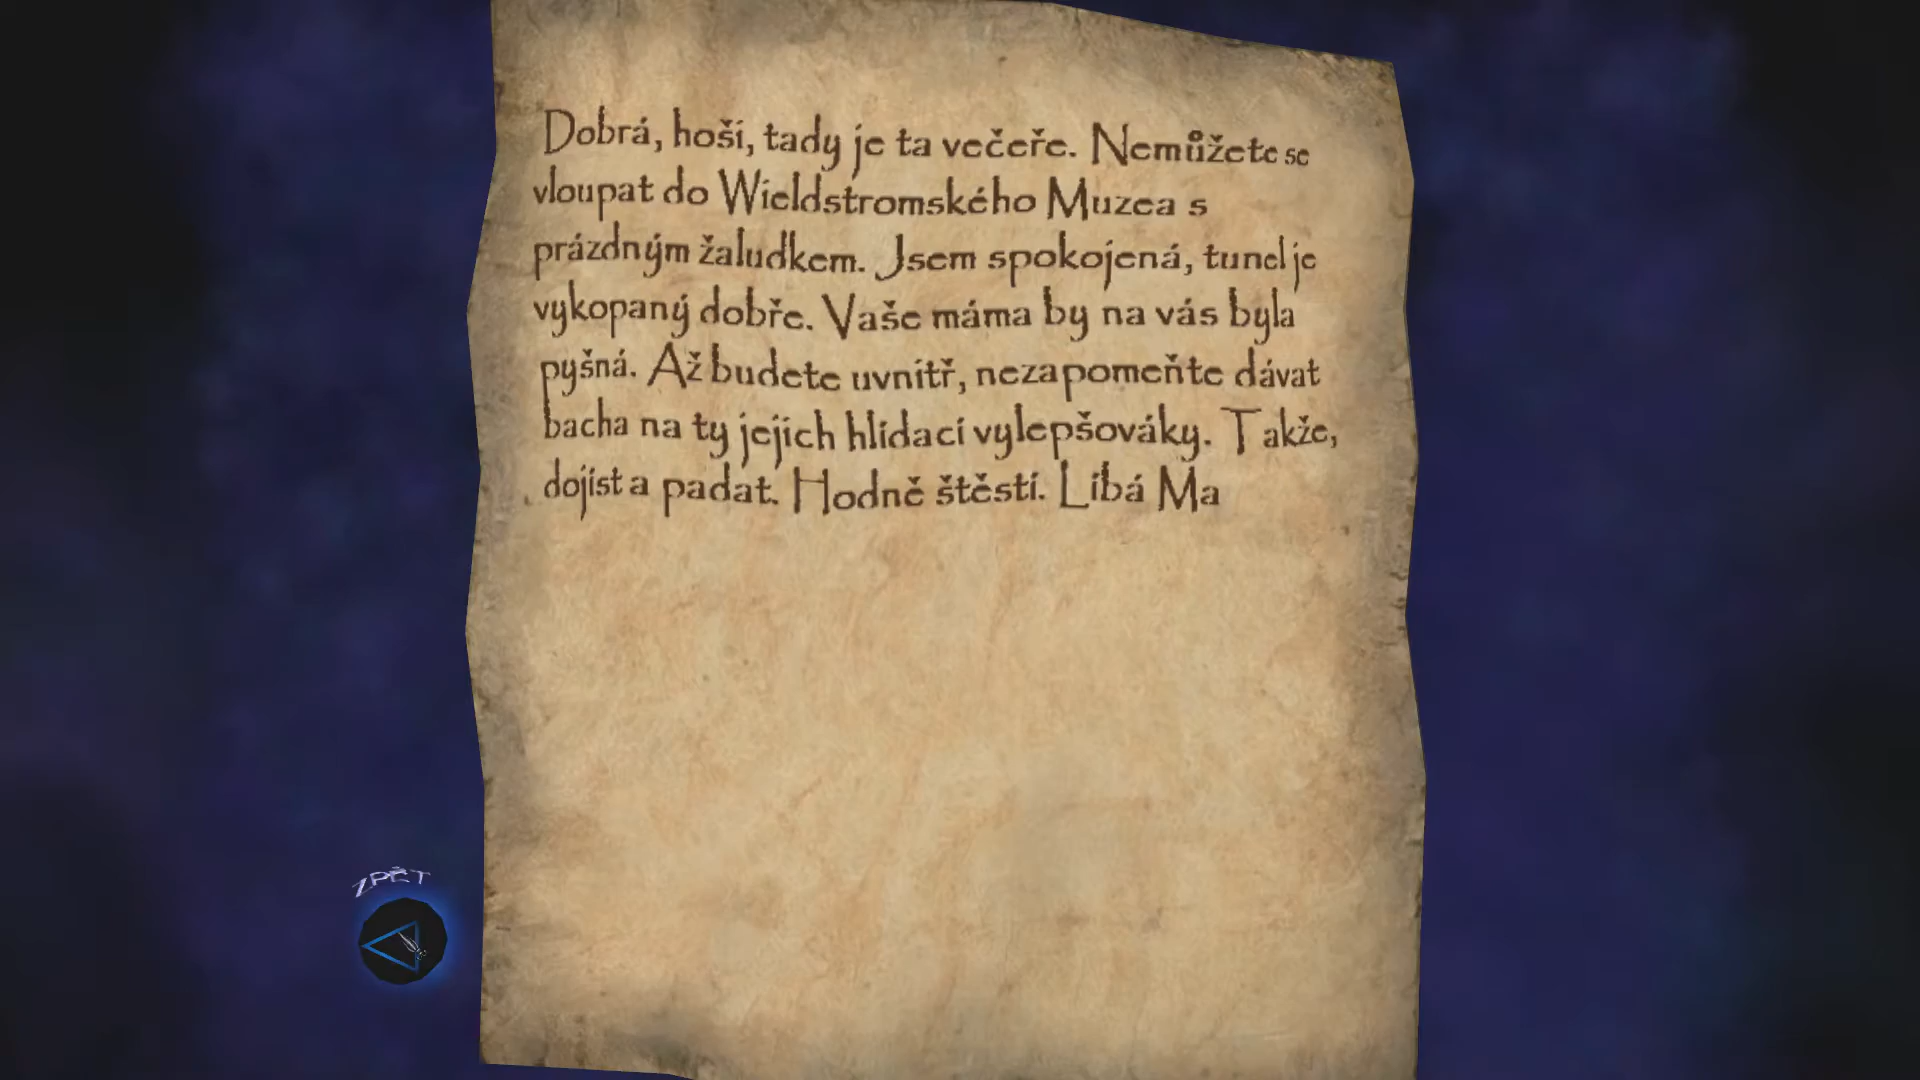 Dobrá, hoši, tady je ta večeře. Nemůžete se
vloupat do Wieldstromského Muzea s
prázdným žaludkem. Jsem spokojená, tunel je
vykopaný dobře. Vaše máma by na vás byla
pyšná. Až budete uvnitř, nezapomeňte dávat
bacha na ty jejich hlídací vylepšováky. Takže,
dojíst a padat. Hodně štěstí. Líbá Ma
ZPĚT